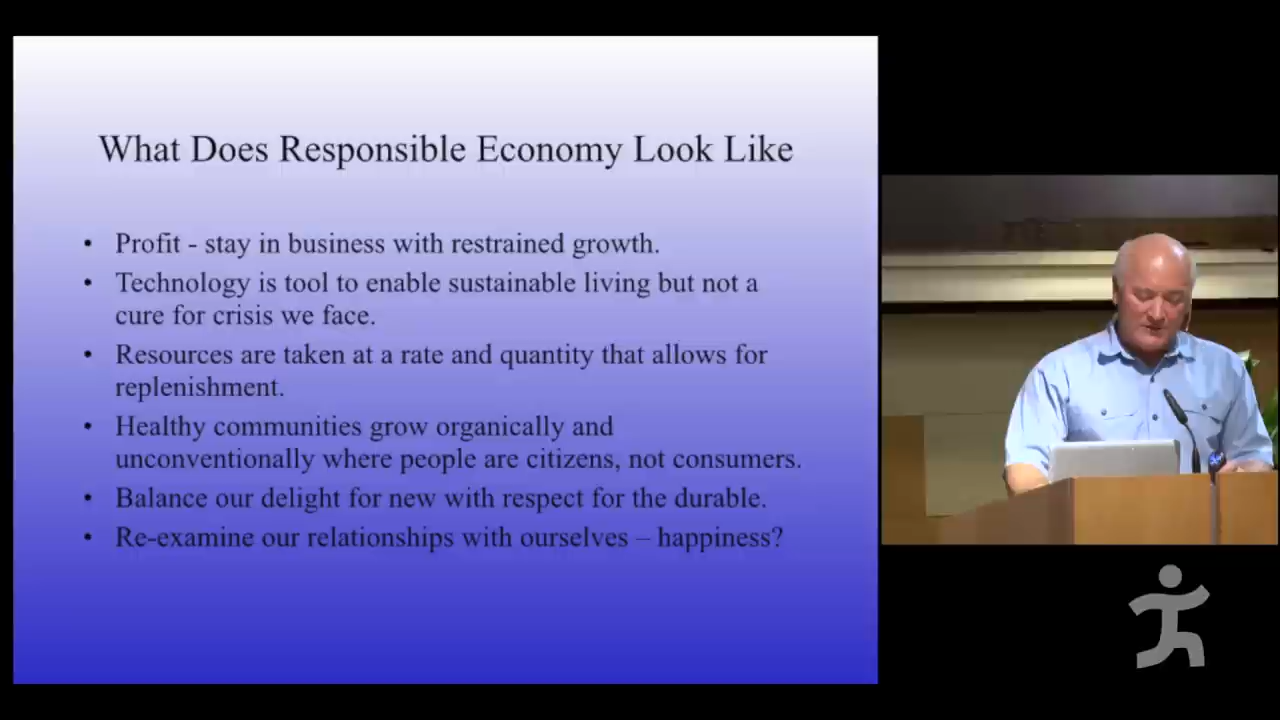 What Does Responsible Economy Look Like
• Profit - stay in business with restrained growth.
• Technology is tool to enable sustainable living but not a
cure for crisis we face.
• Resources are taken at a rate and quantity that allows for
replenishment.
• Healthy communities grow organically and
unconventionally where people are citizens, not consumers.
• Balance our delight for new with respect for the durable.
• Re-examine our relationships with ourselves – happiness?